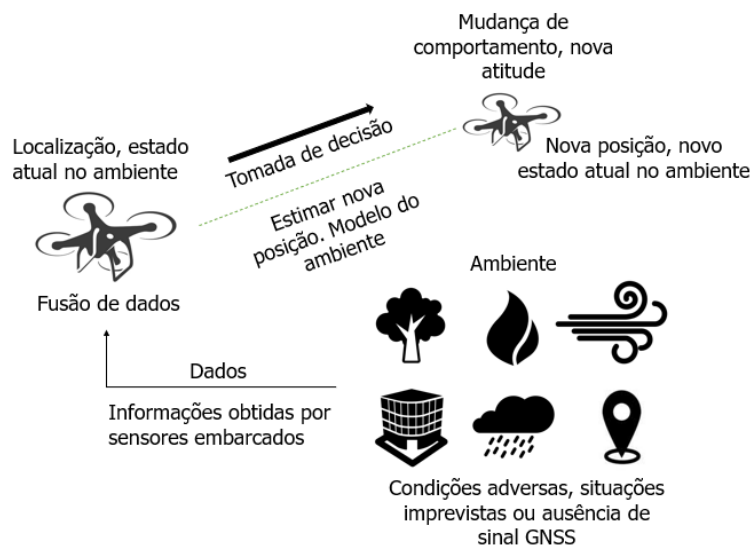 Mudança de
comportamento, nova
atitude
Localização, estado
atual no ambiente
Tomada de decisão
Nova posição, novo
estado atual no ambiente
Estimar nova
posição. Modelo do
ambiente
Fusão de dados
Ambiente
Dados
Informações obtidas por
sensores embarcados
Condições adversas, situações
imprevistas ou ausência de
sinal GNSS